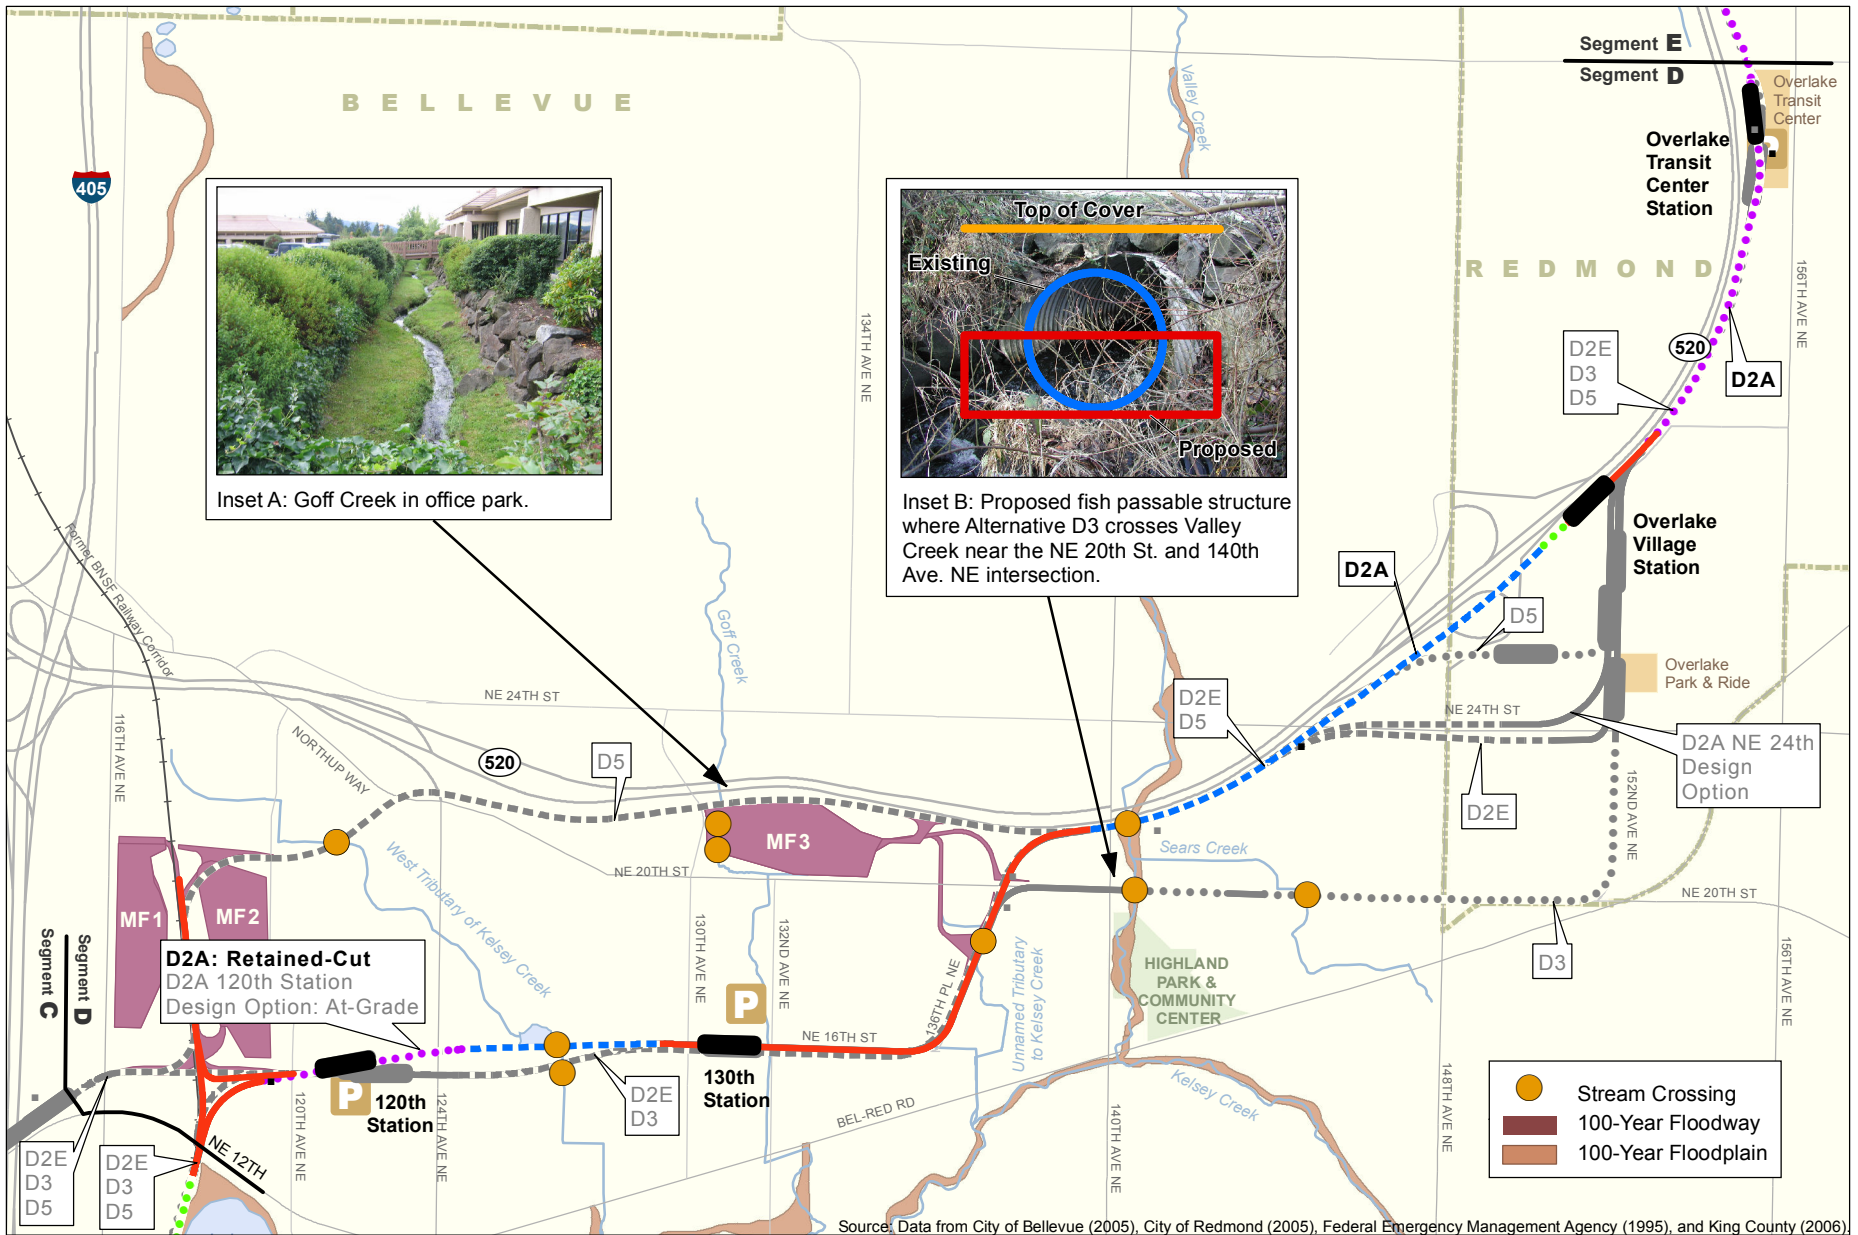 Segment E
Segment D
Overlake
Transit
Center
Overlake
Transit
Center
Station
BELLEVUE
REDMOND
405
Valley Creek
134TH AVE NE
156TH AVE NE
Top of Cover
Existing
Proposed
Inset A: Goff Creek in office park.
Inset B: Proposed fish passable structure
where Alternative D3 crosses Valley
Creek near the NE 20th St. and 140th
Ave. NE intersection.
D2E
D3
D5
520
D2A
Overlake
Village
Station
D2A
D5
Overlake
Park & Ride
Former BNSF Railway Corridor
Goff Creek
NE 24TH ST
D2E
D5
NE 24TH ST
D2A NE 24th
Design
Option
116TH AVE NE
NORTHUP WAY
520
D5
D2E
152ND AVE NE
MF3
West Tributary of Kelsey Creek
NE 20TH ST
Sears Creek
NE 20TH ST
MF1
MF2
D3
Segment C
Segment D
D2A: Retained-Cut
D2A 120th Station
Design Option: At-Grade
130TH AVE NE
132ND AVE NE
P
136TH PL NE
Unnamed Tributary
to Kelsey Creek
HIGHLAND
PARK &
COMMUNITY
CENTER
156TH AVE NE
NE 16TH ST
130th
Station
P
120th
Station
120TH AVE NE
124TH AVE NE
D2E
D3
BEL-RED RD
Kelsey Creek
140TH AVE NE
148TH AVE NE
NE 12TH
D2E
D3
D5
D2E
D3
D5
Stream Crossing
100-Year Floodway
100-Year Floodplain
Source: Data from City of Bellevue (2005), City of Redmond (2005), Federal Emergency Management Agency (1995), and King County (2006).